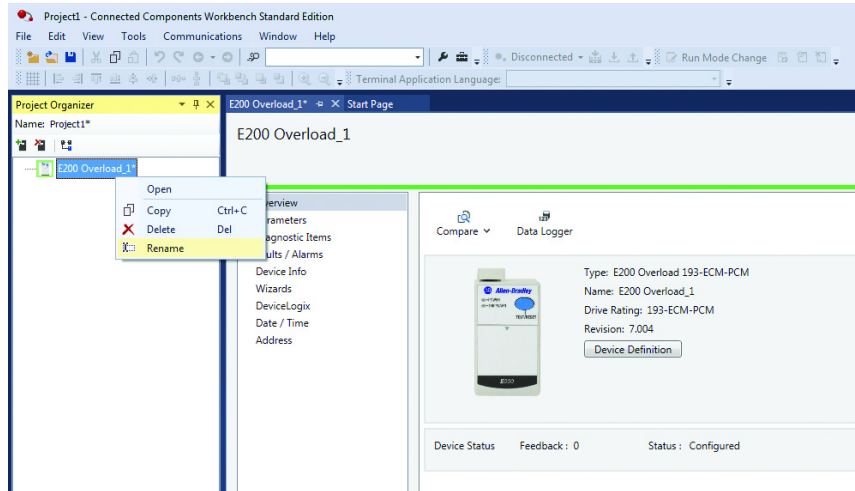 Project1 - Connected Components Workbench Standard Edition
File Edit View Tools Communications Window Help
Disconnected Run Mode Change
Terminal Application Language:
Project Organizer
E200 Overload_1* Start Page
Name: Project1*
E200 Overload_1
E200 Overload_1*
Open
Copy Ctrl+C
Delete Del
Rename
erview
rameters
agnostic Items
ults / Alarms
Device Info
Wizards
DeviceLogix
Date / Time
Address
Compare Data Logger
Allen-Bradley
E200
Type: E200 Overload 193-ECM-PCM
Name: E200 Overload_1
Drive Rating: 193-ECM-PCM
Revision: 7.004
Device Definition
Device Status Feedback : 0 Status : Configured